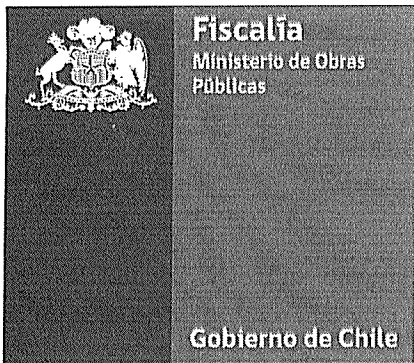 Fiscalía
Ministerio de Obras
Públicas
Gobierno de Chile